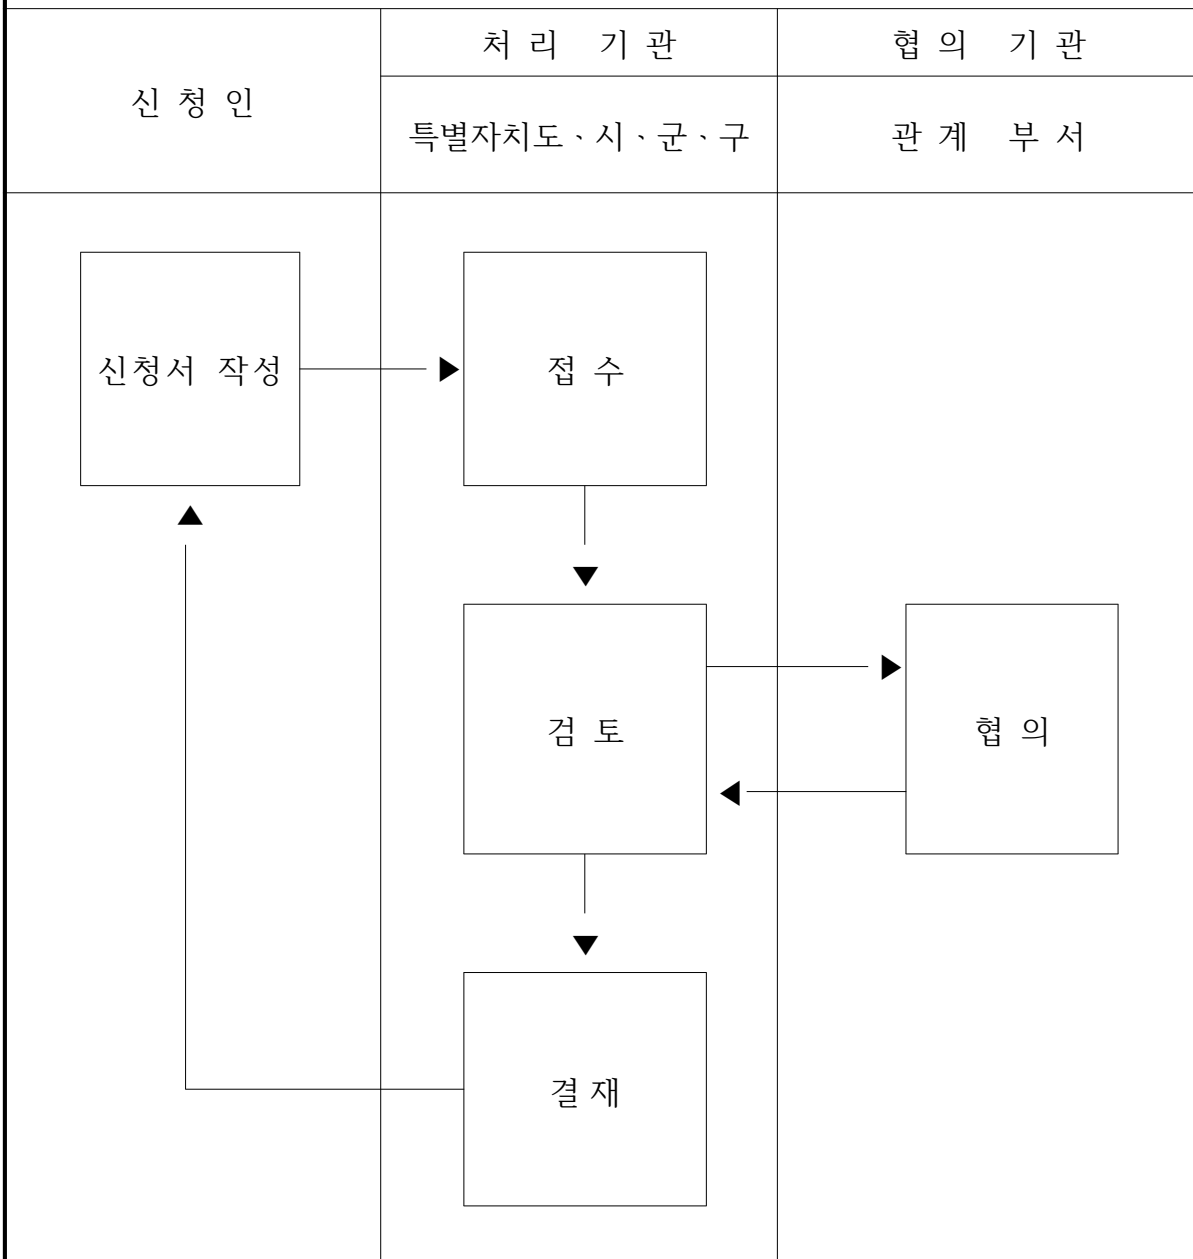 신 청 인
처 리 기 관
협 의 기 관
특별자치도ㆍ시ㆍ군ㆍ구
관 계 부 서
신청서 작성
접 수
검 토
협 의
결 재